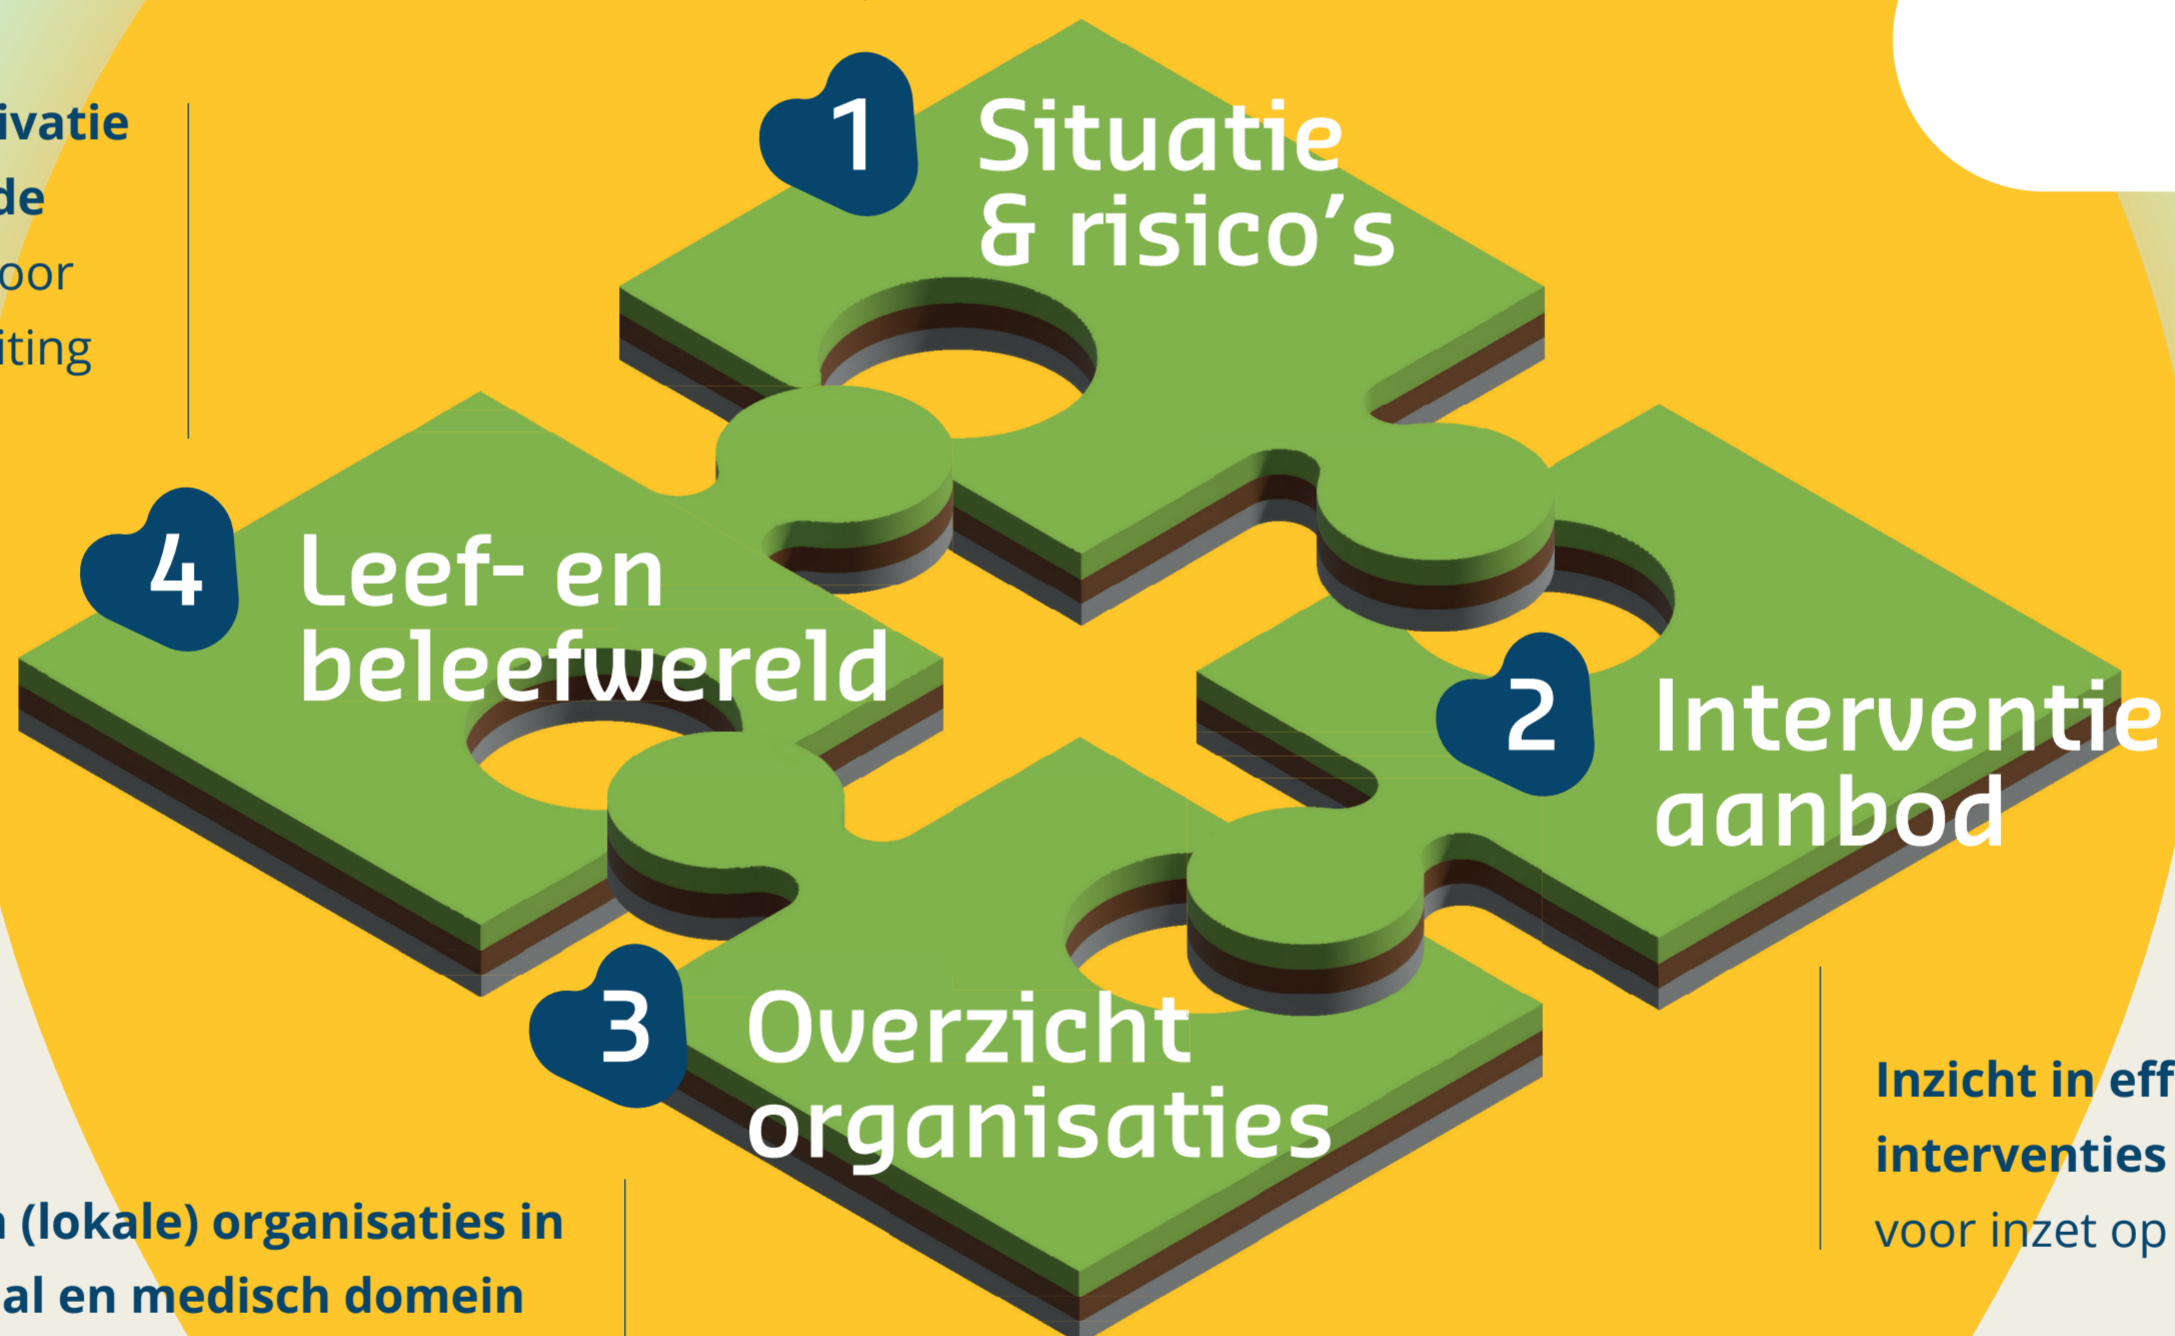 1
Situatie
& risico’s
ivatie
de
oor
iting
4
Leef- en
beleefwereld
2
Interventie
aanbod
3
Overzicht
organisaties
Inzicht in eff
interventies
voor inzet op
(lokale) organisaties in
al en medisch domein